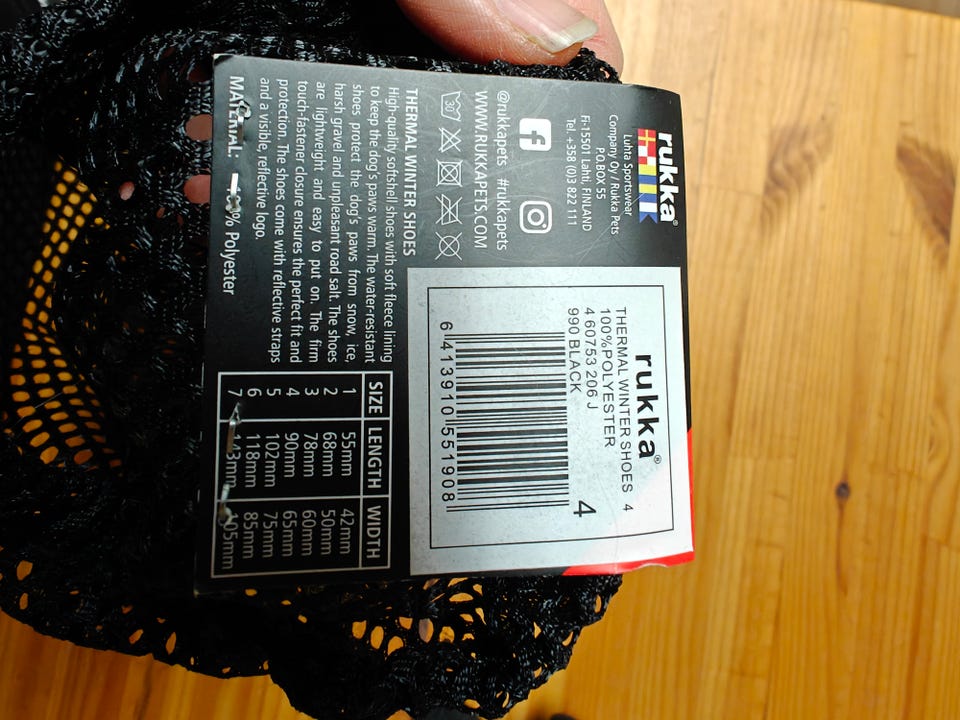 rukka®
Luhta Sportswear
Company Oy / Rukka Pets
P.O.BOX 55
FI-15501 Lahti, FINLAND
Tel. +358 (0)3 822 111
@rukkapets #rukkapets
WWW.RUKKAPETS.COM
30
THERMAL WINTER SHOES
High-quality softshell shoes with soft fleece lining
to keep the dog's paws warm. The water-resistant
shoes protect the dog's paws from snow, ice,
harsh gravel and unpleasant road salt. The shoes
are lightweight and easy to put on. The firm
touch-fastener closure ensures the perfect fit and
protection. The shoes come with reflective straps
and a visible, reflective logo.
MATERIAL: 100% Polyester
rukka®
THERMAL WINTER SHOES 4
100%POLYESTER
4 60753 206 J
990 BLACK
4
6 413910 551908
SIZE LENGTH WIDTH
1 55mm 42mm
2 68mm 50mm
3 78mm 60mm
4 90mm 65mm
5 102mm 75mm
6 118mm 85mm
7 105mm